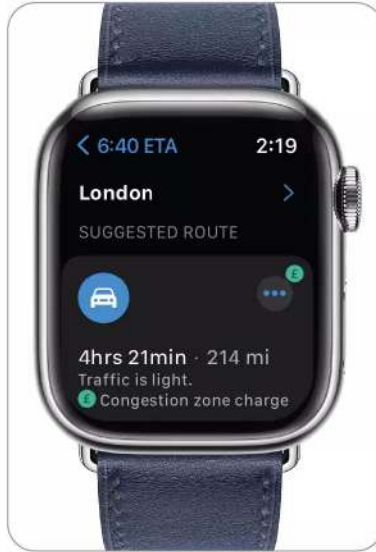 < 6:40 ETA 2:19
London >
SUGGESTED ROUTE
£
•••
4hrs 21min · 214 mi
Traffic is light.
£ Congestion zone charge